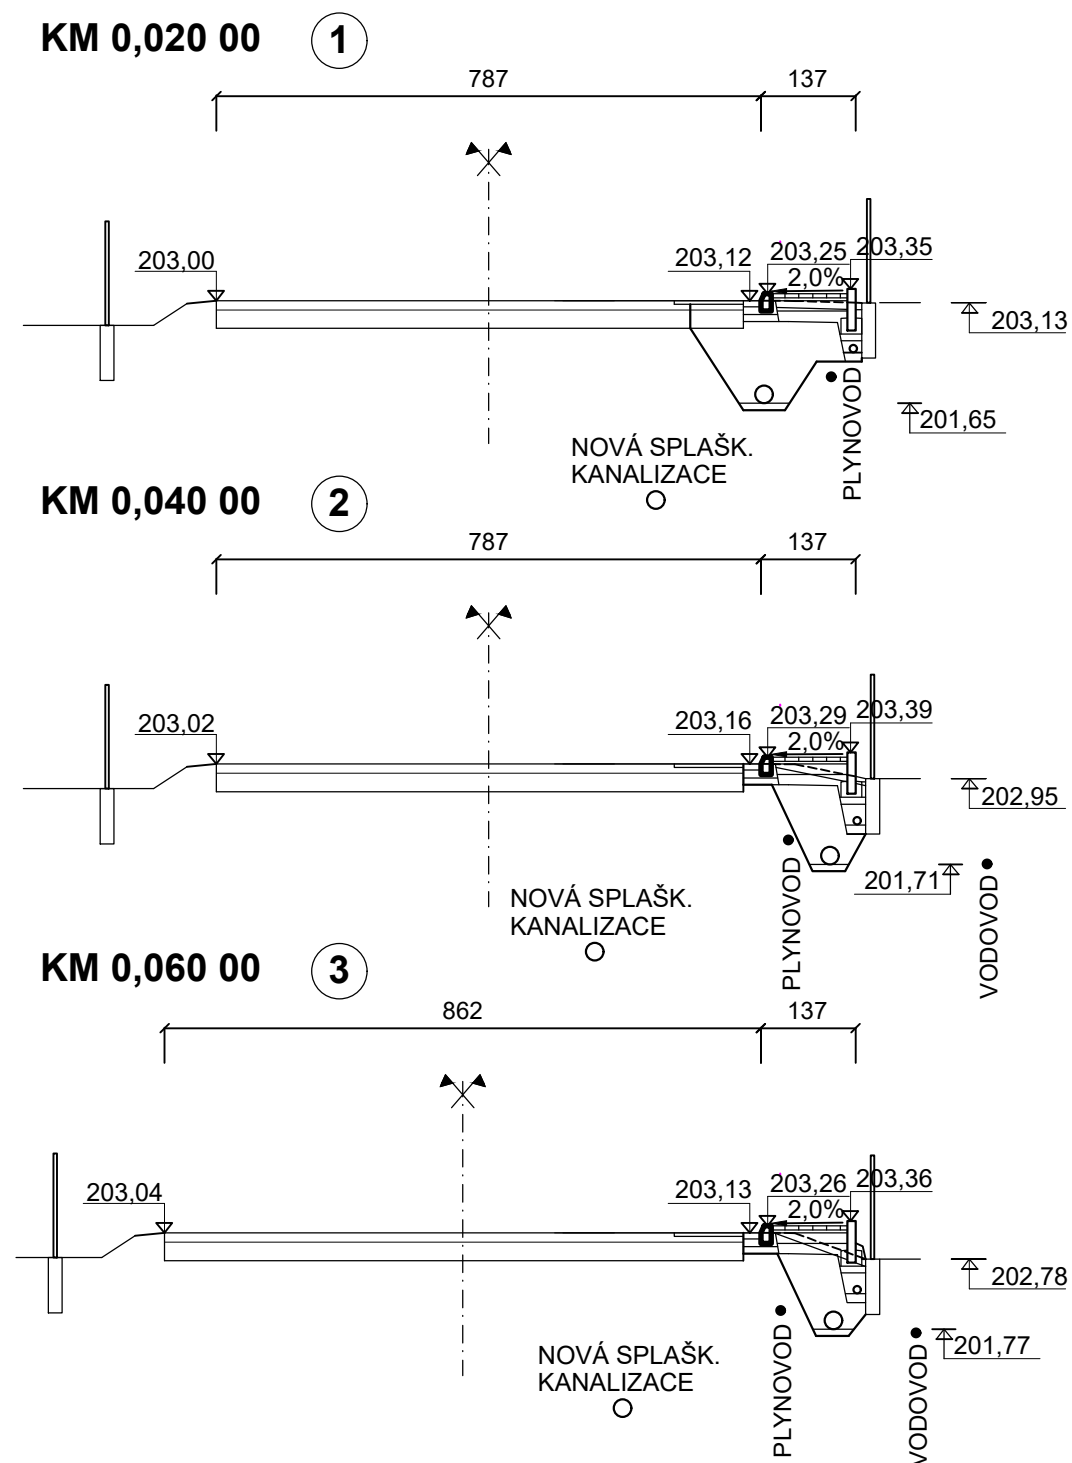 KM 0,020 00 1
787 137
203,00 203,12 203,25 203,35
2,0%
203,13
201,65
PLYNOVOD
NOVÁ SPLAŠK.
KANALIZACE
KM 0,040 00 2
787 137
203,02 203,16 203,29 203,39
2,0%
202,95
201,71
PLYNOVOD
VODOVOD
NOVÁ SPLAŠK.
KANALIZACE
KM 0,060 00 3
862 137
203,04 203,13 203,26 203,36
2,0%
202,78
201,77
PLYNOVOD
VODOVOD
NOVÁ SPLAŠK.
KANALIZACE